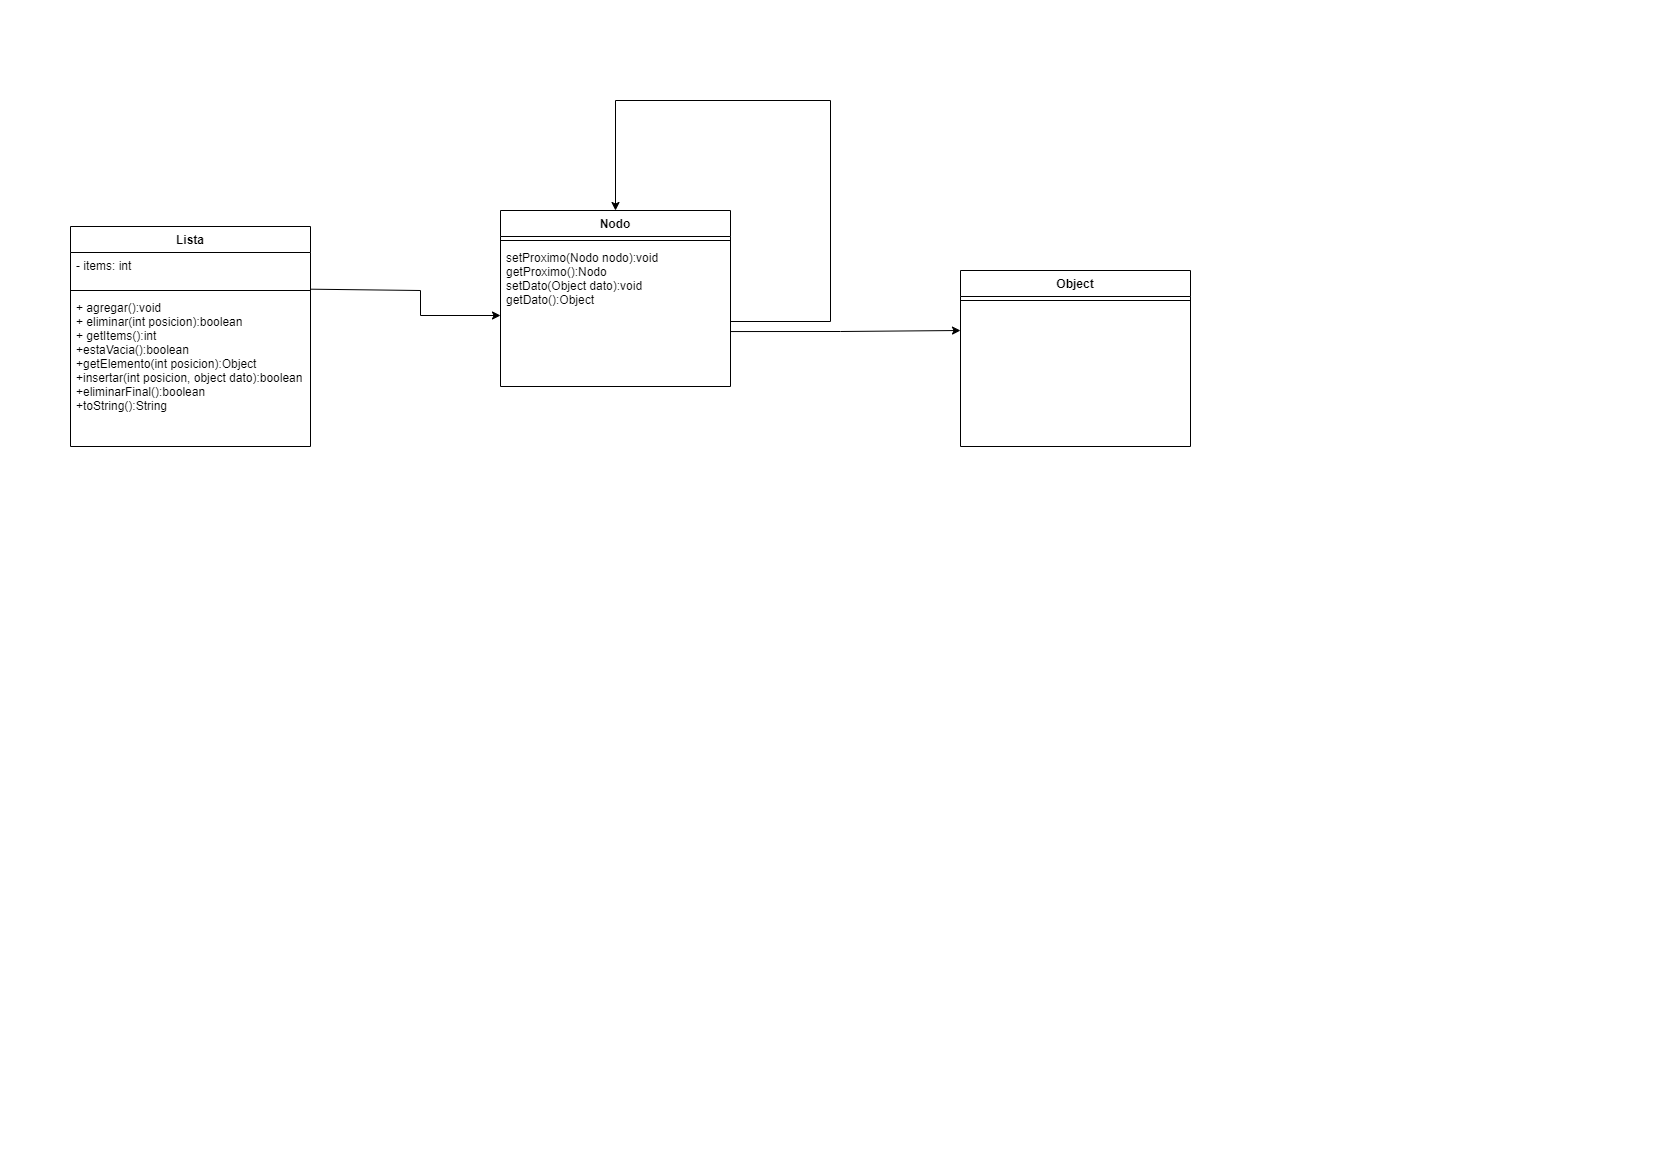 Lista
- items: int
+ agregar():void
+ eliminar(int posicion):boolean
+ getItems():int
+estaVacia():boolean
+getElemento(int posicion):Object
+insertar(int posicion, object dato):boolean
+eliminarFinal():boolean
+toString():String
Nodo
setProximo(Nodo nodo):void
getProximo():Nodo
setDato(Object dato):void
getDato():Object
Object